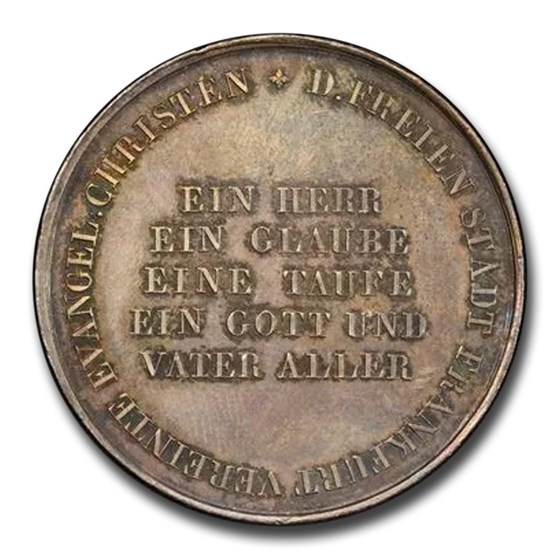 D. FREIEN STADT FRANKFURT VEREINTE EVANGEL. CHRISTEN
EIN HERR
EIN GLAUBE
EINE TAUFE
EIN GOTT UND
VATER ALLER